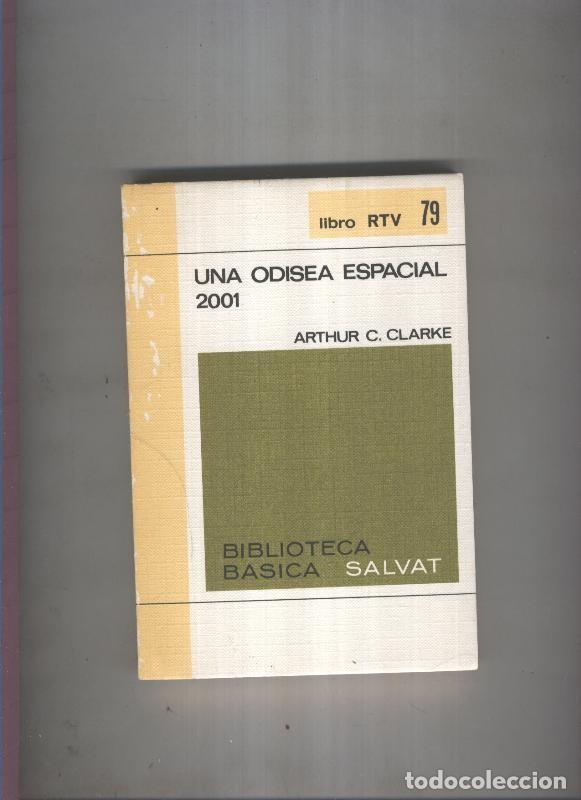 libro RTV 79
UNA ODISEA ESPACIAL
2001
ARTHUR C. CLARKE
BIBLIOTECA
BASICA SALVAT
todocoleccion